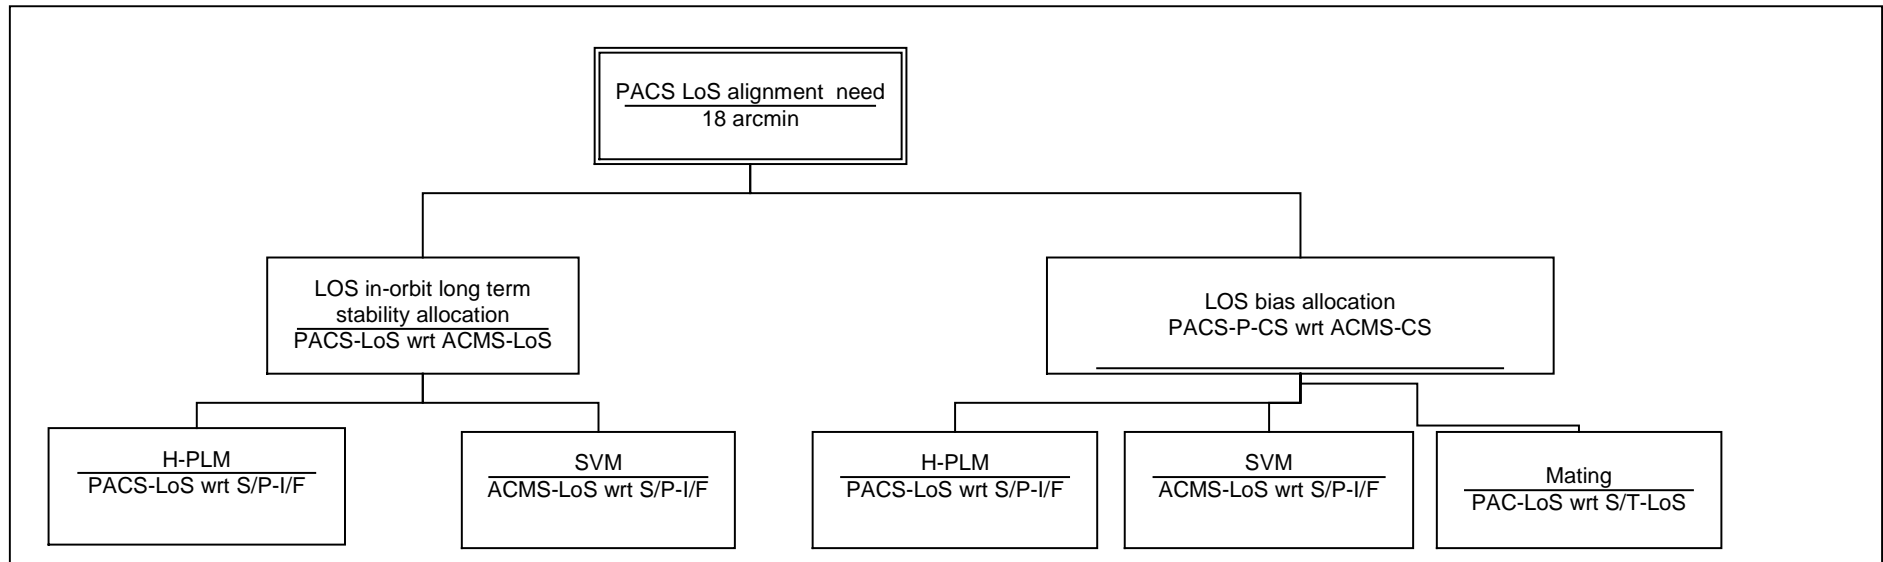 PACS LoS alignment need
18 arcmin
LOS in-orbit long term
stability allocation
PACS-LoS wrt ACMS-LoS
LOS bias allocation
PACS-P-CS wrt ACMS-CS
H-PLM
PACS-LoS wrt S/P-I/F
SVM
ACMS-LoS wrt S/P-I/F
H-PLM
PACS-LoS wrt S/P-I/F
SVM
ACMS-LoS wrt S/P-I/F
Mating
PAC-LoS wrt S/T-LoS